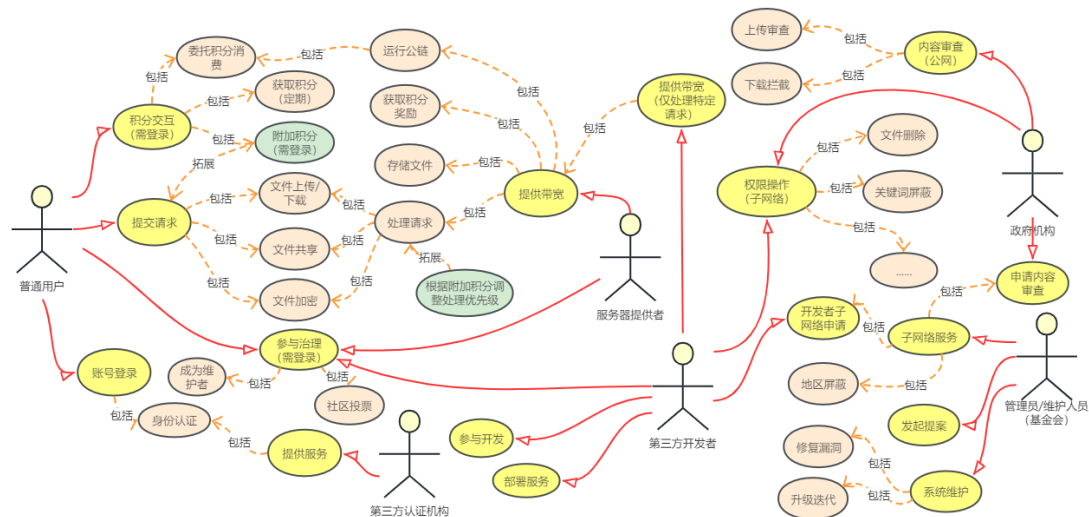 上传审查
包括
内容审查
(公网)
委托积分消
费
包括
运行公链
包括
下载拦截
包括
包括
获取积分
(定期)
包括
获取积分
奖励
包括
提供带宽
(仅处理特定
请求)
积分交互
(需登录)
包括
附加积分
(需登录)
包括
包括
文件删除
包括
拓展
存储文件
包括
政府机构
提交请求
包括
文件上传/
下载
包括
处理请求
包括
提供带宽
权限操作
(子网络)
包括
关键词屏蔽
包括
文件共享
包括
包括
......
普通用户
包括
文件加密
包括
拓展
根据附加积分调
整处理优先级
服务器提供者
申请内容
审查
包括
开发者子
网络申请
包括
子网络服务
参与治理
(需登录)
账号登录
成为维
护者
包括
包括
社区投票
包括
地区屏蔽
包括
管理员/维护人员
(基金会)
身份认证
包括
提供服务
第三方认证机构
参与开发
部署服务
第三方开发者
发起提案
修复漏洞
包括
升级迭代
包括
系统维护